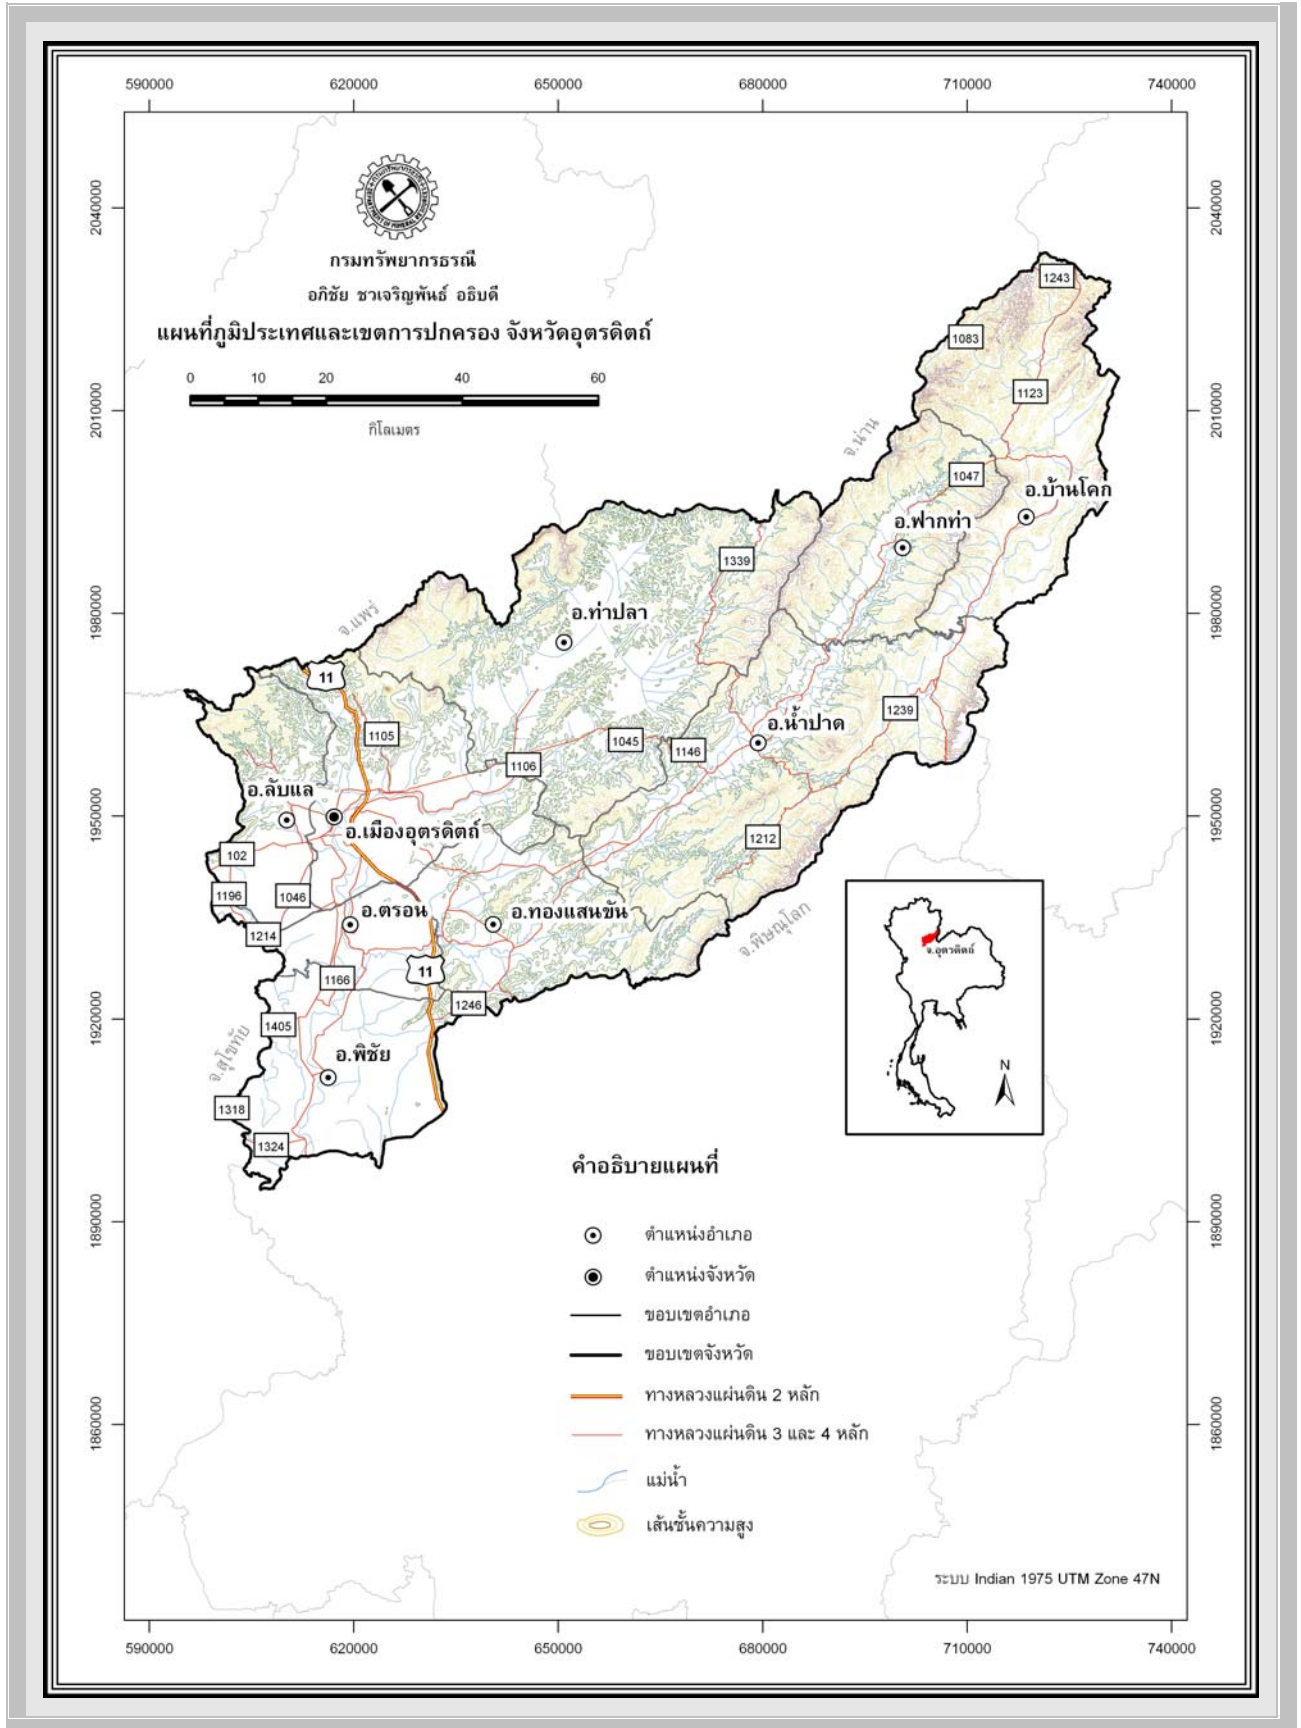 590000 620000 650000 680000 710000 740000
2040000 2040000
กรมทรัพยากรธรณี
อภิชัย ชวเจริญพันธ์ อธิบดี
แผนที่ภูมิประเทศและเขตการปกครอง จังหวัดอุตรดิตถ์
0 10 20 40 60
กิโลเมตร
2010000 2010000
1243
1083
1123
จ.น่าน
1047
อ.บ้านโคก
อ.ฟากท่า
1339
1980000 1980000
จ.แพร่
อ.ท่าปลา
11
1239
อ.น้ำปาด
1105
1045
1146
1106
อ.ลับแล
1950000 1950000
อ.เมืองอุตรดิตถ์
1212
102
1196
1046
อ.ตรอน
อ.ทองแสนขัน
จ.พิษณุโลก
1214
จ.อุตรดิตถ์
11
1166
1246
1920000 1920000
1405
จ.สุโขทัย
อ.พิชัย
N
1318
1324
คำอธิบายแผนที่
1890000 1890000
ตำแหน่งอำเภอ
ตำแหน่งจังหวัด
ขอบเขตอำเภอ
ขอบเขตจังหวัด
ทางหลวงแผ่นดิน 2 หลัก
1860000 1860000
ทางหลวงแผ่นดิน 3 และ 4 หลัก
แม่น้ำ
เส้นชั้นความสูง
ระบบ Indian 1975 UTM Zone 47N
590000 620000 650000 680000 710000 740000